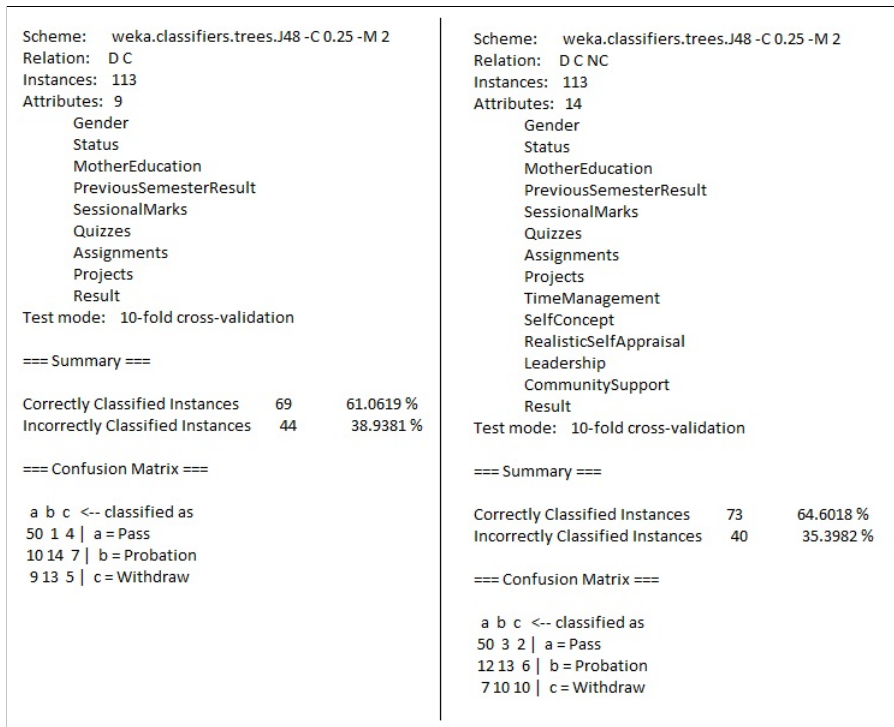 Scheme: weka.classifiers.trees.J48 -C 0.25 -M 2
Relation: D C
Instances: 113
Attributes: 9
Gender
Status
MotherEducation
PreviousSemesterResult
SessionalMarks
Quizzes
Assignments
Projects
Result
Test mode: 10-fold cross-validation
=== Summary ===
Correctly Classified Instances 69 61.0619 %
Incorrectly Classified Instances 44 38.9381 %
=== Confusion Matrix ===
a b c <-- classified as
50 1 4 | a = Pass
10 14 7 | b = Probation
9 13 5 | c = Withdraw
Scheme: weka.classifiers.trees.J48 -C 0.25 -M 2
Relation: D C NC
Instances: 113
Attributes: 14
Gender
Status
MotherEducation
PreviousSemesterResult
SessionalMarks
Quizzes
Assignments
Projects
TimeManagement
SelfConcept
RealisticSelfAppraisal
Leadership
CommunitySupport
Result
Test mode: 10-fold cross-validation
=== Summary ===
Correctly Classified Instances 73 64.6018 %
Incorrectly Classified Instances 40 35.3982 %
=== Confusion Matrix ===
a b c <-- classified as
50 3 2 | a = Pass
12 13 6 | b = Probation
7 10 10 | c = Withdraw